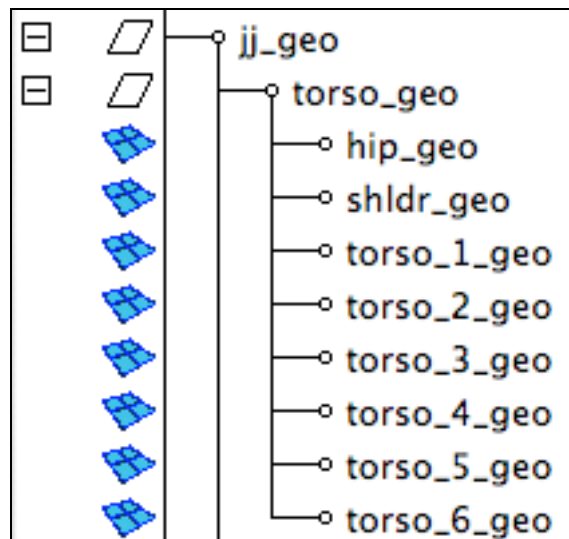 jj_geo
torso_geo
hip_geo
shldr_geo
torso_1_geo
torso_2_geo
torso_3_geo
torso_4_geo
torso_5_geo
torso_6_geo